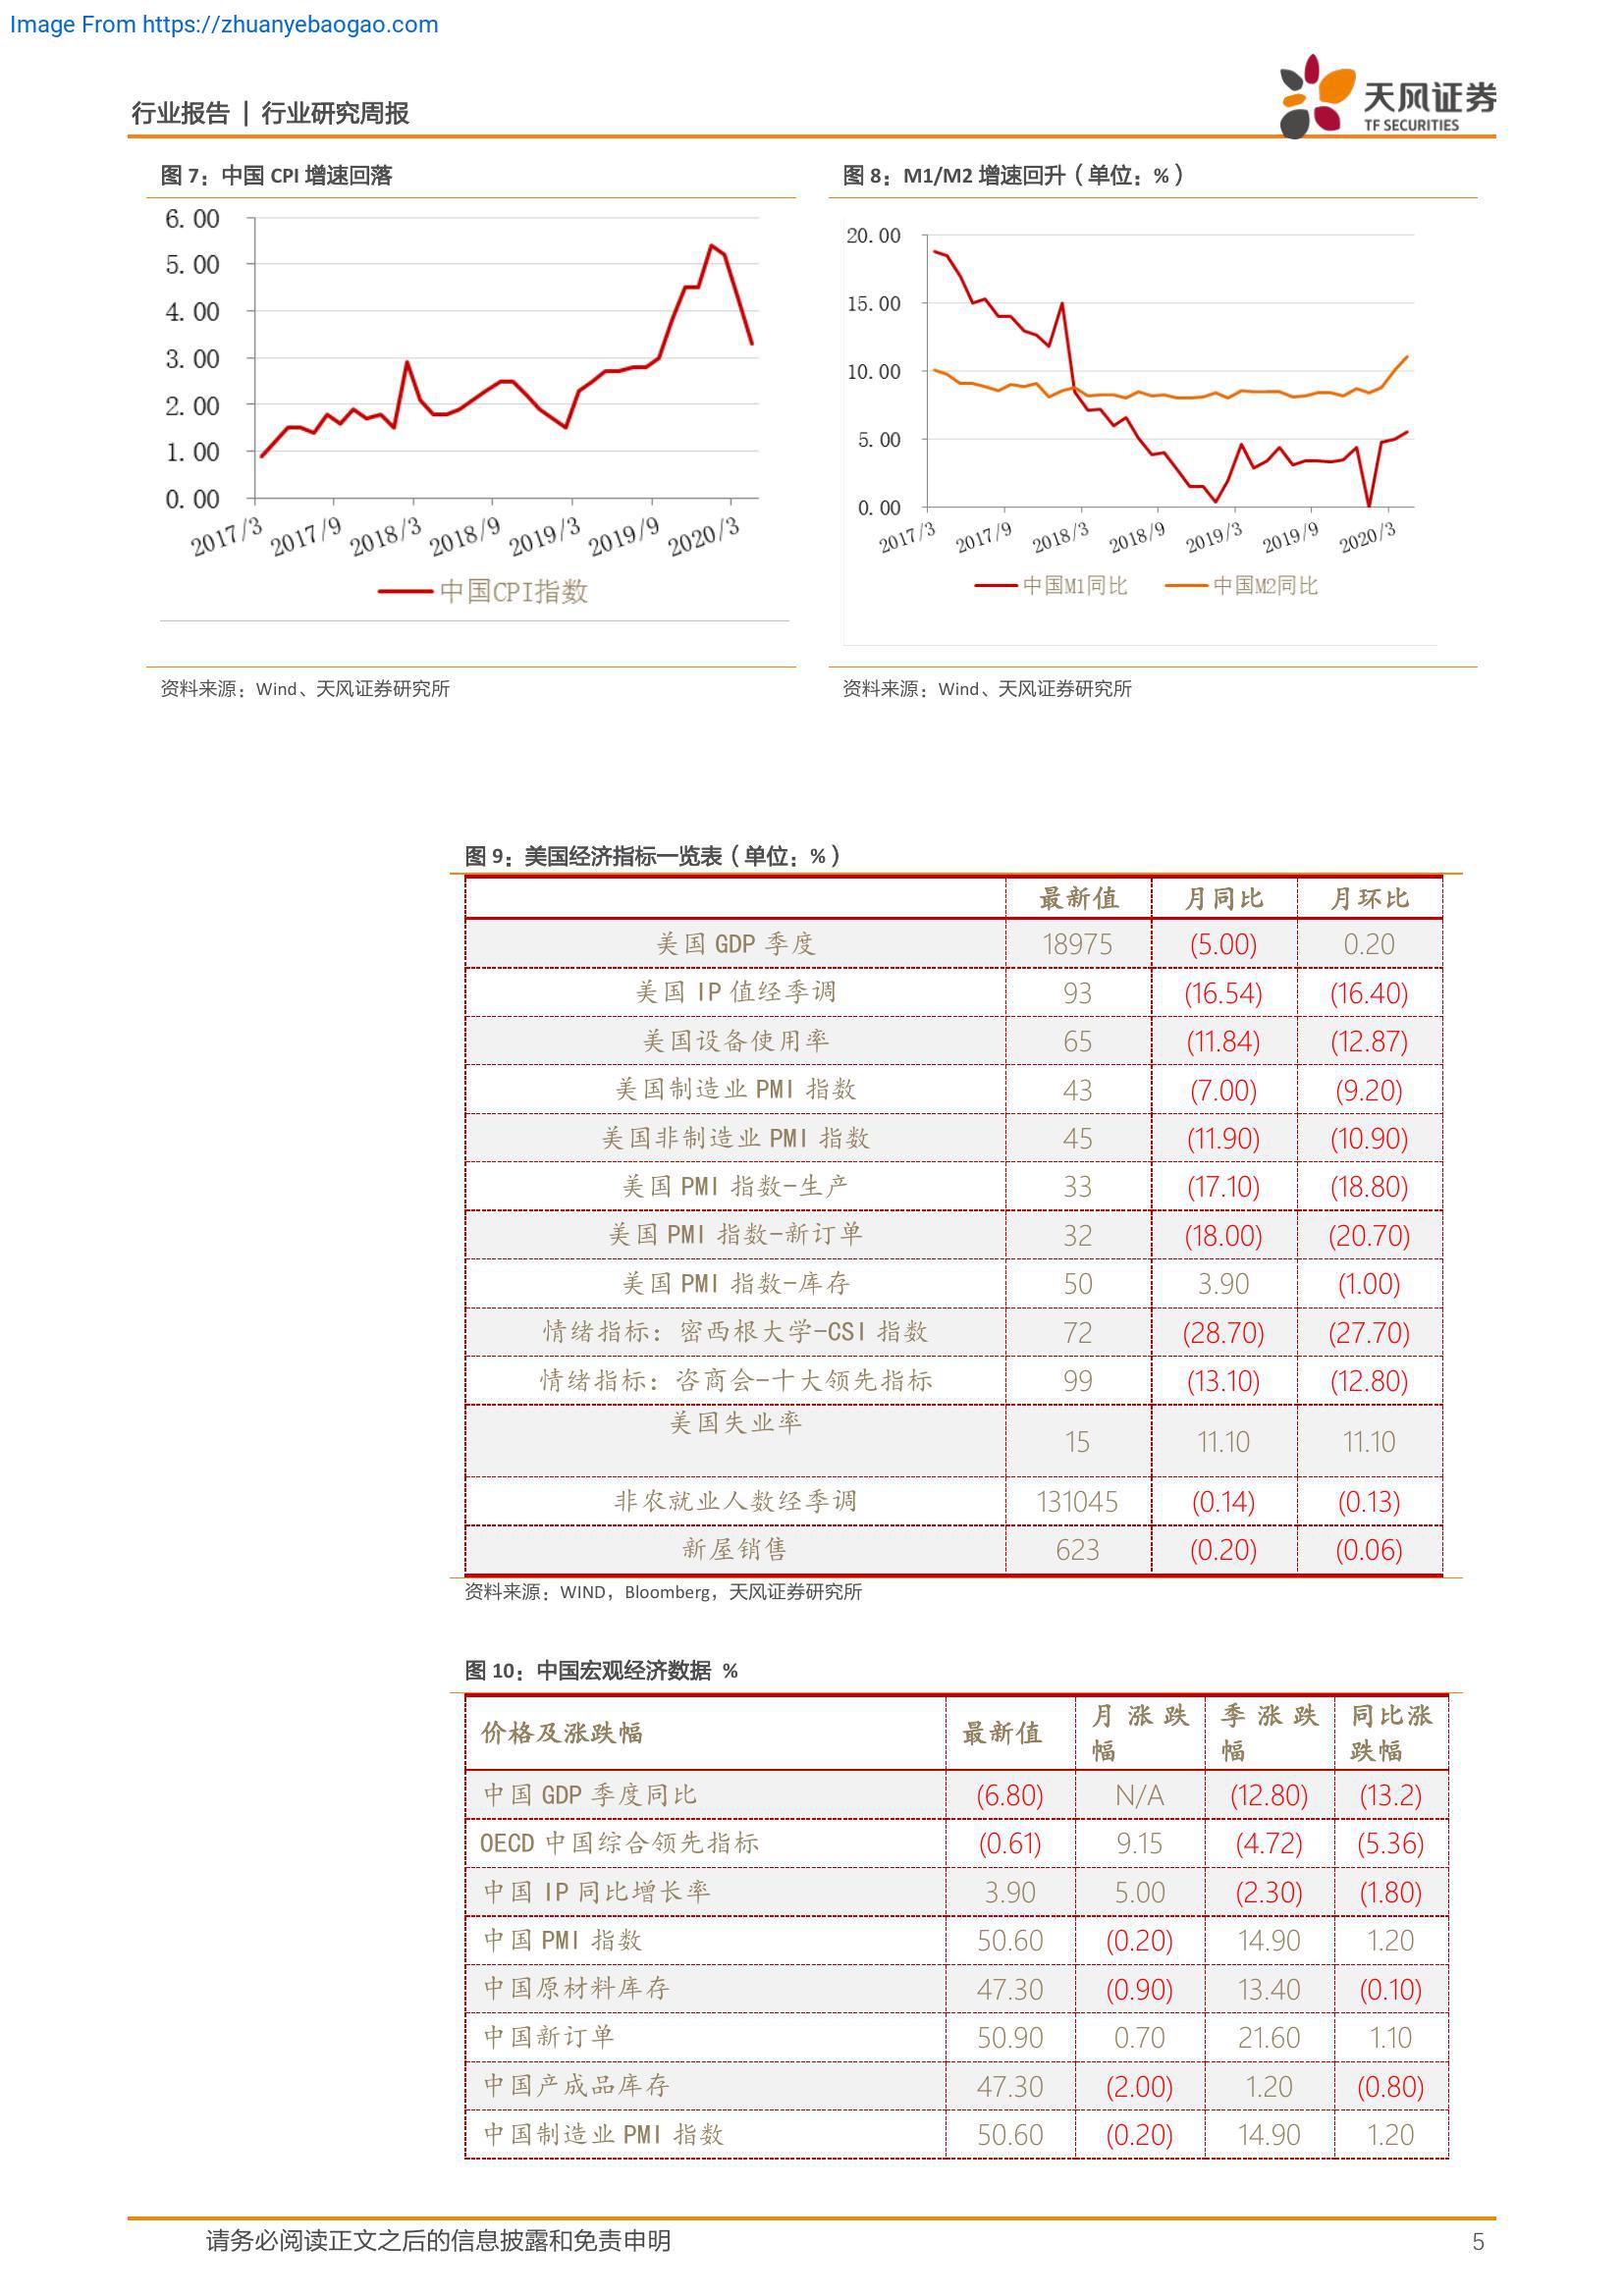 Image From https://zhuanyebaogao.com
行业报告 | 行业研究周报
天风证券
TF SECURITIES
图 7：中国 CPI 增速回落
6.00
5.00
4.00
3.00
2.00
1.00
0.00
2017/3 2017/9 2018/3 2018/9 2019/3 2019/9 2020/3
中国CPI指数
资料来源：Wind、天风证券研究所
图 8：M1/M2 增速回升（单位：%）
20.00
15.00
10.00
5.00
0.00
2017/3 2017/9 2018/3 2018/9 2019/3 2019/9 2020/3
中国M1同比 中国M2同比
资料来源：Wind、天风证券研究所
图 9：美国经济指标一览表（单位：%）
最新值 月同比 月环比
美国 GDP 季度 18975 (5.00) 0.20
美国 IP 值经季调 93 (16.54) (16.40)
美国设备使用率 65 (11.84) (12.87)
美国制造业 PMI 指数 43 (7.00) (9.20)
美国非制造业 PMI 指数 45 (11.90) (10.90)
美国 PMI 指数-生产 33 (17.10) (18.80)
美国 PMI 指数-新订单 32 (18.00) (20.70)
美国 PMI 指数-库存 50 3.90 (1.00)
情绪指标：密西根大学-CSI 指数 72 (28.70) (27.70)
情绪指标：咨商会-十大领先指标 99 (13.10) (12.80)
美国失业率 15 11.10 11.10
非农就业人数经季调 131045 (0.14) (0.13)
新屋销售 623 (0.20) (0.06)
资料来源：WIND，Bloomberg，天风证券研究所
图 10：中国宏观经济数据 %
价格及涨跌幅 最新值 月涨跌幅 季涨跌幅 同比涨跌幅
中国 GDP 季度同比 (6.80) N/A (12.80) (13.2)
OECD 中国综合领先指标 (0.61) 9.15 (4.72) (5.36)
中国 IP 同比增长率 3.90 5.00 (2.30) (1.80)
中国 PMI 指数 50.60 (0.20) 14.90 1.20
中国原材料库存 47.30 (0.90) 13.40 (0.10)
中国新订单 50.90 0.70 21.60 1.10
中国产成品库存 47.30 (2.00) 1.20 (0.80)
中国制造业 PMI 指数 50.60 (0.20) 14.90 1.20
请务必阅读正文之后的信息披露和免责申明 5